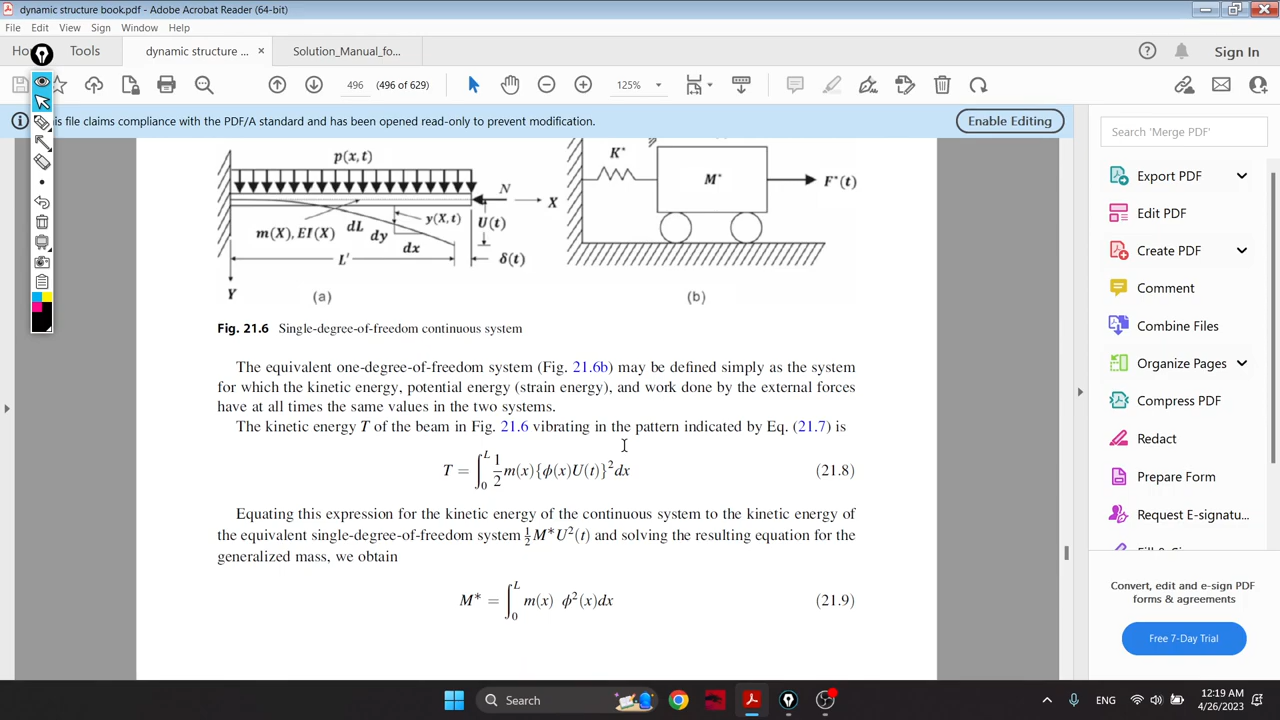 dynamic structure book.pdf - Adobe Acrobat Reader (64-bit)
File Edit View Sign Window Help
Ho Tools dynamic structure ... × Solution_Manual_fo... Sign In
496 (496 of 629) 125%
is file claims compliance with the PDF/A standard and has been opened read-only to prevent modification. Enable Editing
Search 'Merge PDF'
Export PDF
Edit PDF
Create PDF
Comment
Combine Files
Organize Pages
Compress PDF
Redact
Prepare Form
Request E-signatu...
Convert, edit and e-sign PDF
forms & agreements
Free 7-Day Trial
p(x,t)
N
X
y(X,t)
U(t)
m(X), EI(X) dL dy
dx
L' δ(t)
Y
(a)
K*
M*
F*(t)
(b)
Fig. 21.6 Single-degree-of-freedom continuous system
The equivalent one-degree-of-freedom system (Fig. 21.6b) may be defined simply as the system
for which the kinetic energy, potential energy (strain energy), and work done by the external forces
have at all times the same values in the two systems.
The kinetic energy T of the beam in Fig. 21.6 vibrating in the pattern indicated by Eq. (21.7) is
T = ∫₀ᴸ 1/2 m(x){ϕ(x)U(t)}²dx (21.8)
Equating this expression for the kinetic energy of the continuous system to the kinetic energy of
the equivalent single-degree-of-freedom system ½M*U²(t) and solving the resulting equation for the
generalized mass, we obtain
M* = ∫₀ᴸ m(x) ϕ²(x)dx (21.9)
Search
ENG
12:19 AM
4/26/2023